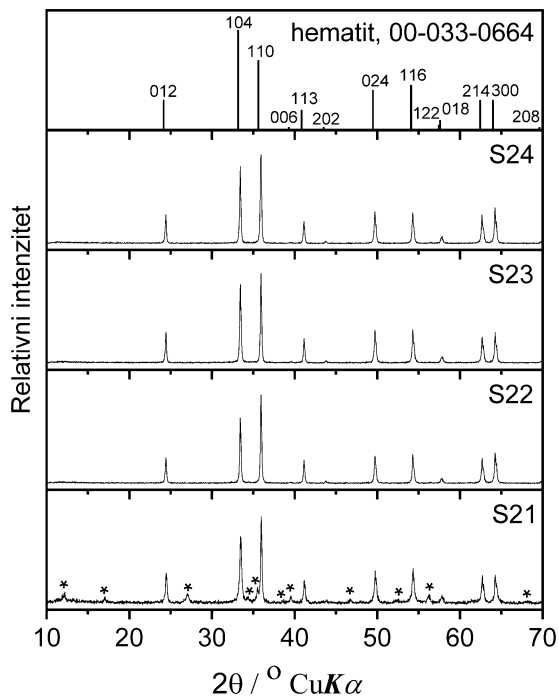 hematit, 00-033-0664
104
110
012
006
113
202
024
116
122
018
214 300
208
S24
S23
S22
S21
* * * * * * * * * * * *
Relativni intenzitet
10 20 30 40 50 60 70
2θ / ° CuKα